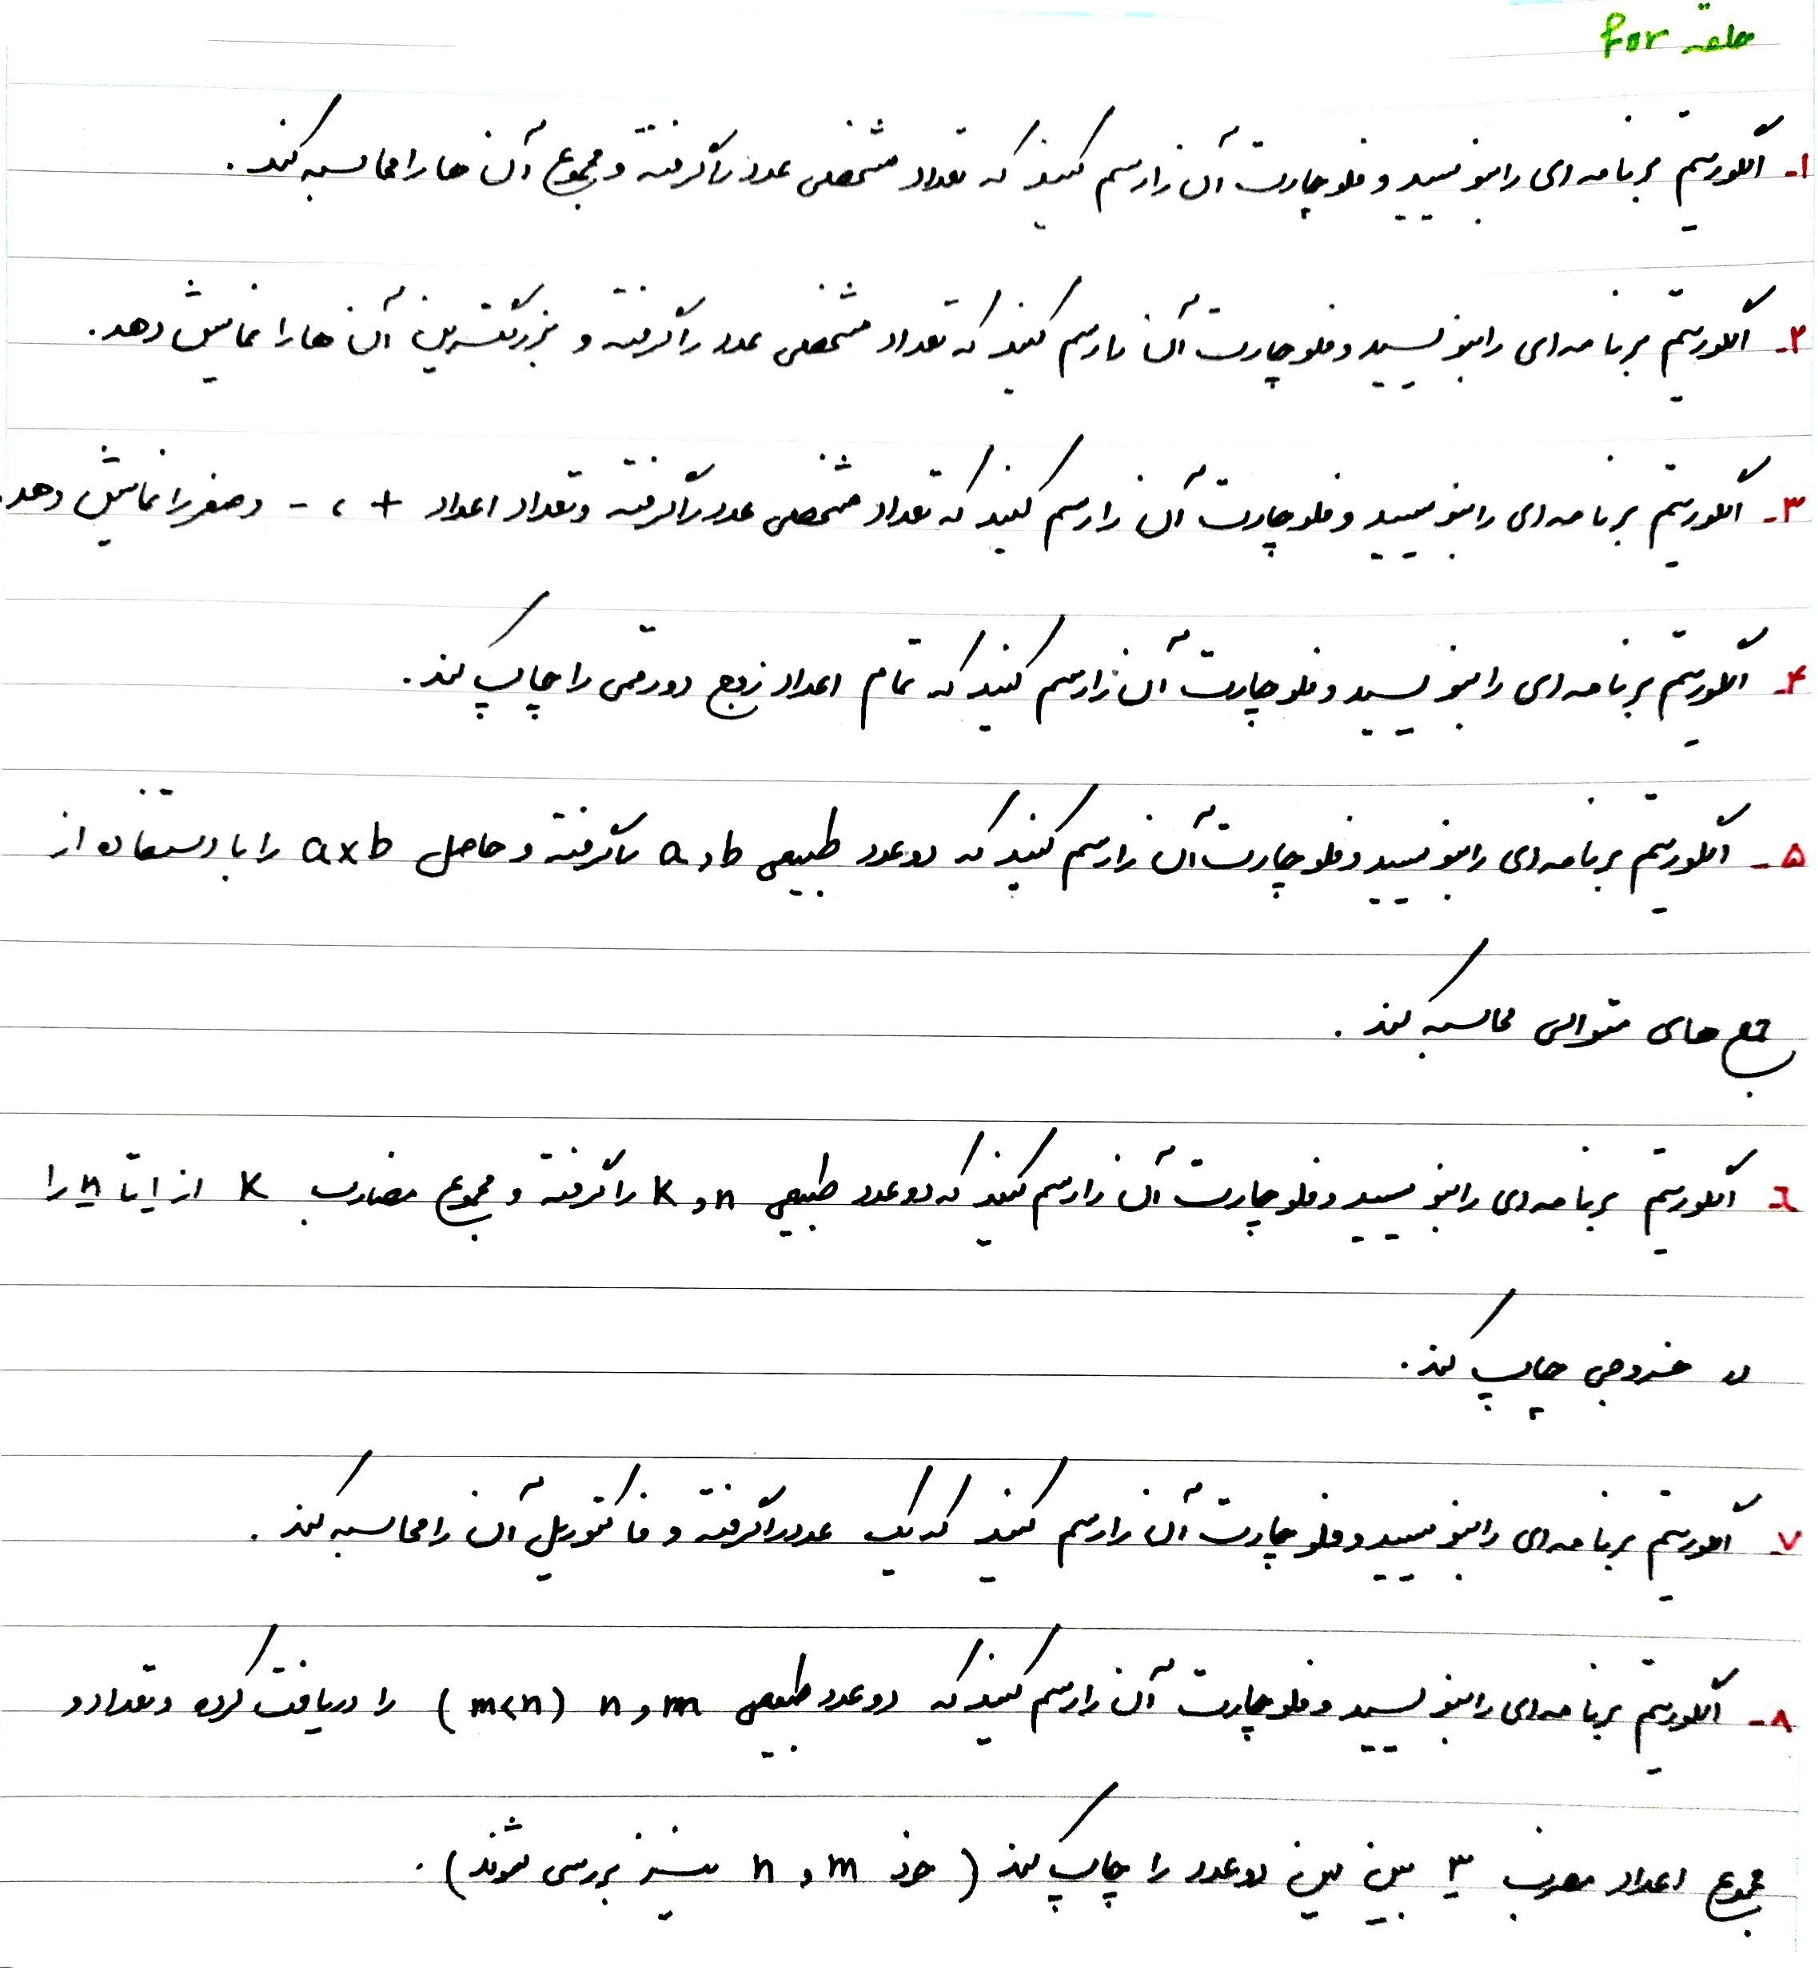 حلقه for
۱- الگوریتم برنامه ای را بنویسید و فلوچارت آن را رسم کنید که تعداد مشخصی عدد را گرفته و مجموع آن ها را محاسبه کند.
۲- الگوریتم برنامه ای را بنویسید و فلوچارت آن را رسم کنید که تعداد مشخصی عدد را گرفته و بزرگترین آن ها را نمایش دهد.
۳- الگوریتم برنامه ای را بنویسید و فلوچارت آن را رسم کنید که تعداد مشخصی عدد را گرفته و تعداد اعداد + ، - و صفر را نمایش دهد.
۴- الگوریتم برنامه ای را بنویسید و فلوچارت آن را رسم کنید که تمام اعداد زوج دورقمی را چاپ کند.
۵- الگوریتم برنامه ای را بنویسید و فلوچارت آن را رسم کنید که دو عدد طبیعی a و b را گرفته و حاصل a×b را با استفاده از
جمع های متوالی محاسبه کند.
۶- الگوریتم برنامه ای را بنویسید و فلوچارت آن را رسم کنید که دو عدد طبیعی n و k را گرفته و مجموع مضارب k از ۱ تا n را
در خروجی چاپ کند.
۷- الگوریتم برنامه ای را بنویسید و فلوچارت آن را رسم کنید که یک عدد را گرفته و فاکتوریل آن را محاسبه کند.
۸- الگوریتم برنامه ای را بنویسید و فلوچارت آن را رسم کنید که دو عدد طبیعی m و n (m<n) را دریافت کرده و تعداد و
مجموع اعداد مضرب ۳ بین این دو عدد را چاپ کند (خود m و n نیز بررسی شوند).